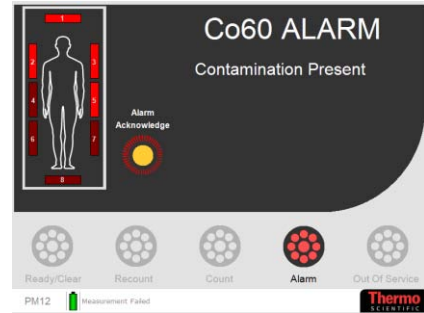 Co60 ALARM
Contamination Present
1
2
3
4
5
6
7
8
Alarm
Acknowledge
Ready/Clear
Recount
Count
Alarm
Out Of Service
PM12
Measurement Failed
Thermo
SCIENTIFIC